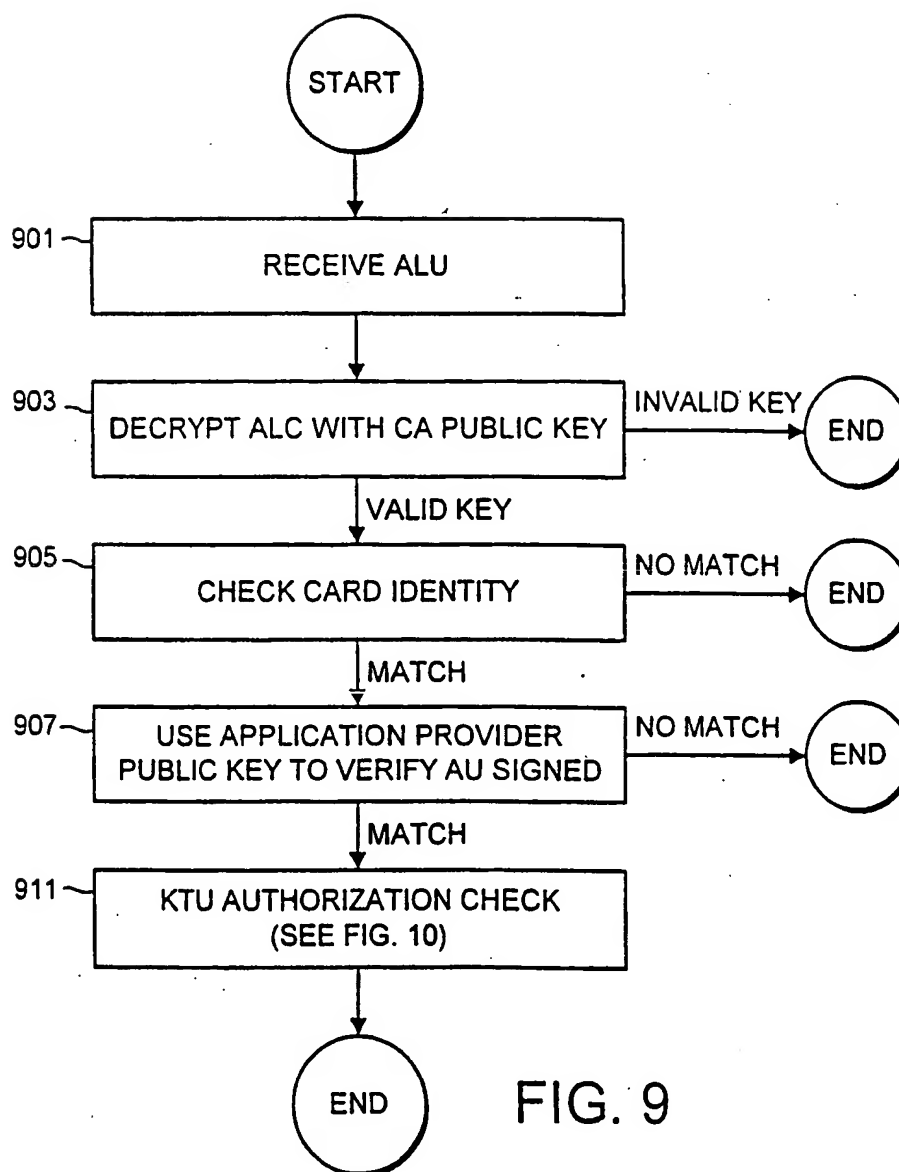 START
901
RECEIVE ALU
903
DECRYPT ALC WITH CA PUBLIC KEY
INVALID KEY
END
VALID KEY
905
CHECK CARD IDENTITY
NO MATCH
END
MATCH
907
USE APPLICATION PROVIDER
PUBLIC KEY TO VERIFY AU SIGNED
NO MATCH
END
MATCH
911
KTU AUTHORIZATION CHECK
(SEE FIG. 10)
END
FIG. 9